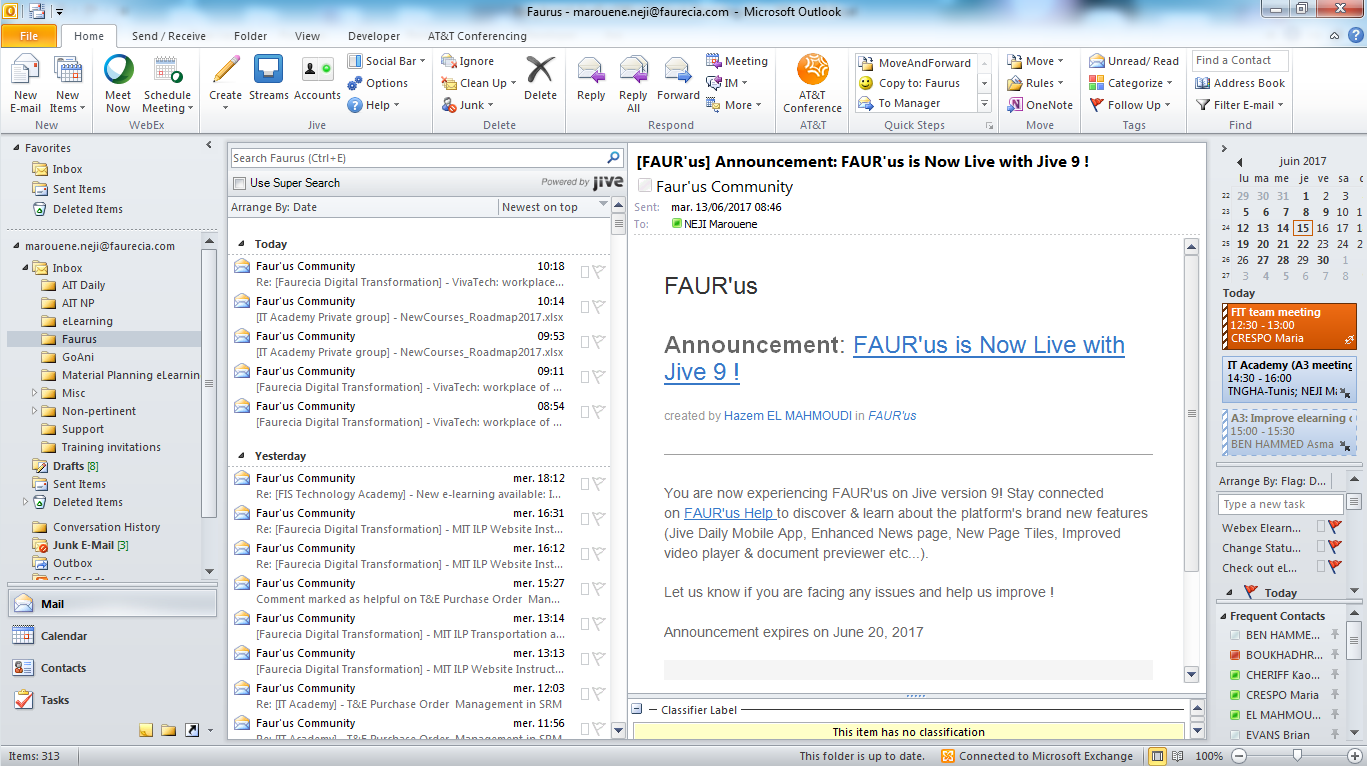 Faurus - marouene.neji@faurecia.com - Microsoft Outlook
File Home Send / Receive Folder View Developer AT&T Conferencing
New E-mail
New Items
New
Meet Now
Schedule Meeting
WebEx
Create
Streams
Accounts
Social Bar
Options
Help
Jive
Ignore
Clean Up
Junk
Delete
Delete
Reply
Reply All
Forward
Meeting
IM
More
Respond
AT&T Conference
AT&T
MoveAndForward
Copy to: Faurus
To Manager
Quick Steps
Move
Rules
OneNote
Move
Unread/ Read
Categorize
Follow Up
Tags
Find a Contact
Address Book
Filter E-mail
Find
Favorites
Inbox
Sent Items
Deleted Items
marouene.neji@faurecia.com
Inbox
AIT Daily
AIT NP
eLearning
Faurus
GoAni
Material Planning eLearnin
Misc
Non-pertinent
Support
Training invitations
Drafts [8]
Sent Items
Deleted Items
Conversation History
Junk E-Mail [3]
Outbox
RSS Feeds
Mail
Calendar
Contacts
Tasks
Search Faurus (Ctrl+E)
Use Super Search
Powered by jive
Arrange By: Date Newest on top
Today
Faur'us Community 10:18
Re: [Faurecia Digital Transformation] - VivaTech: workplace...
Faur'us Community 10:14
[IT Academy Private group] - NewCourses_Roadmap2017.xlsx
Faur'us Community 09:53
[IT Academy Private group] - NewCourses_Roadmap2017.xlsx
Faur'us Community 09:11
[Faurecia Digital Transformation] - VivaTech: workplace of ...
Faur'us Community 08:54
[Faurecia Digital Transformation] - VivaTech: workplace of ...
Yesterday
Faur'us Community mer. 18:12
Re: [FIS Technology Academy] - New e-learning available: I...
Faur'us Community mer. 16:31
Re: [Faurecia Digital Transformation] - MIT ILP Website Inst...
Faur'us Community mer. 16:12
Re: [Faurecia Digital Transformation] - MIT ILP Website Inst...
Faur'us Community mer. 15:27
Comment marked as helpful on T&E Purchase Order Man...
Faur'us Community mer. 13:14
[Faurecia Digital Transformation] - MIT ILP Transportation a...
Faur'us Community mer. 13:13
[Faurecia Digital Transformation] - MIT ILP Website Instruct...
Faur'us Community mer. 12:03
Re: [IT Academy] - T&E Purchase Order Management in SRM
Faur'us Community mer. 11:56
Re: [IT Academy] - T&E Purchase Order Management in SRM
[FAUR'us] Announcement: FAUR'us is Now Live with Jive 9 !
Faur'us Community
Sent: mar. 13/06/2017 08:46
To: NEJI Marouene
FAUR'us
Announcement: FAUR'us is Now Live with
Jive 9 !
created by Hazem EL MAHMOUDI in FAUR'us
You are now experiencing FAUR'us on Jive version 9! Stay connected
on FAUR'us Help to discover & learn about the platform's brand new features
(Jive Daily Mobile App, Enhanced News page, New Page Tiles, Improved
video player & document previewer etc...).
Let us know if you are facing any issues and help us improve !
Announcement expires on June 20, 2017
Classifier Label
This item has no classification
juin 2017
lu ma me je ve sa c
22 29 30 31 1 2 3
23 5 6 7 8 9 10 1
24 12 13 14 15 16 17 1
25 19 20 21 22 23 24 2
26 26 27 28 29 30 1
27 3 4 5 6 7 8
Today
FIT team meeting
12:30 - 13:00
CRESPO Maria
IT Academy (A3 meeting
14:30 - 16:00
TNGHA-Tunis; NEJI Ma
A3: Improve elearning c
15:00 - 15:30
BEN HAMMED Asma
Arrange By: Flag: D...
Type a new task
Webex Elearn...
Change Statu...
Check out eL...
Today
Frequent Contacts
BEN HAMME...
BOUKHADHR...
CHERIFF Kao...
CRESPO Maria
EL MAHMOU...
EVANS Brian
Items: 313 This folder is up to date. Connected to Microsoft Exchange 100%